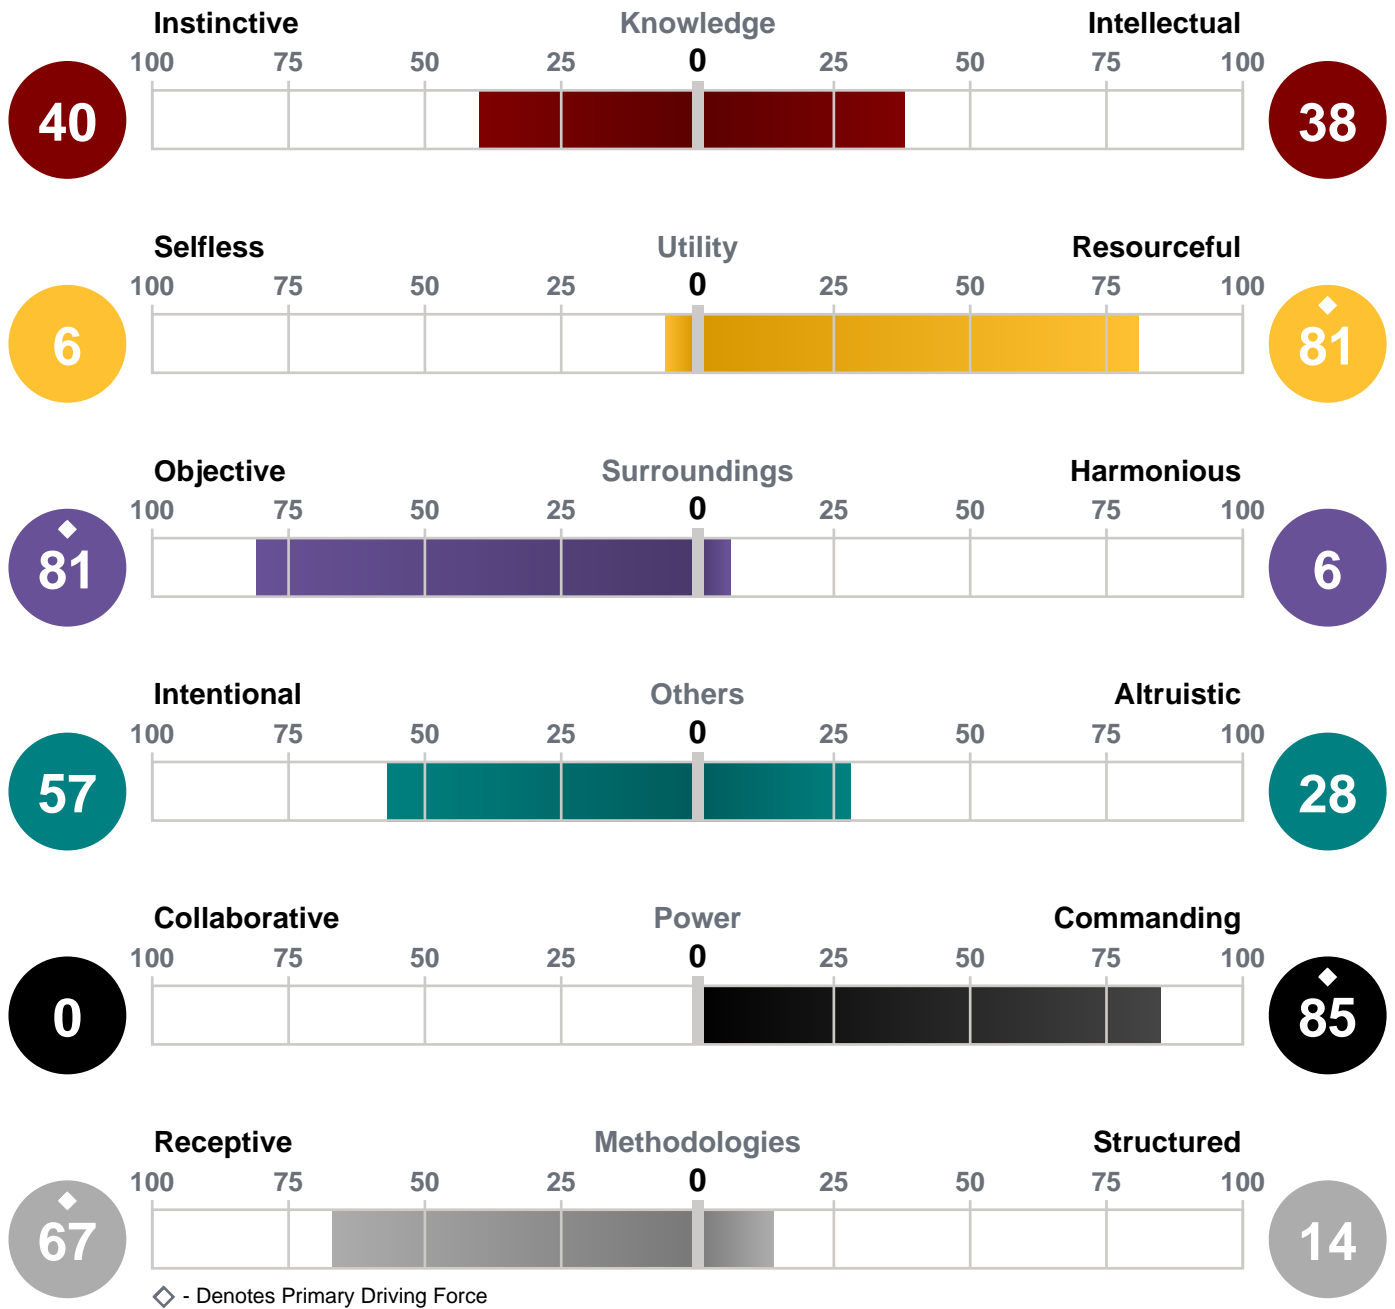 Instinctive Knowledge Intellectual
100 75 50 25 0 25 50 75 100
40 38
Selfless Utility Resourceful
100 75 50 25 0 25 50 75 100
6 81
Objective Surroundings Harmonious
100 75 50 25 0 25 50 75 100
81 6
Intentional Others Altruistic
100 75 50 25 0 25 50 75 100
57 28
Collaborative Power Commanding
100 75 50 25 0 25 50 75 100
0 85
Receptive Methodologies Structured
100 75 50 25 0 25 50 75 100
67 14
- Denotes Primary Driving Force